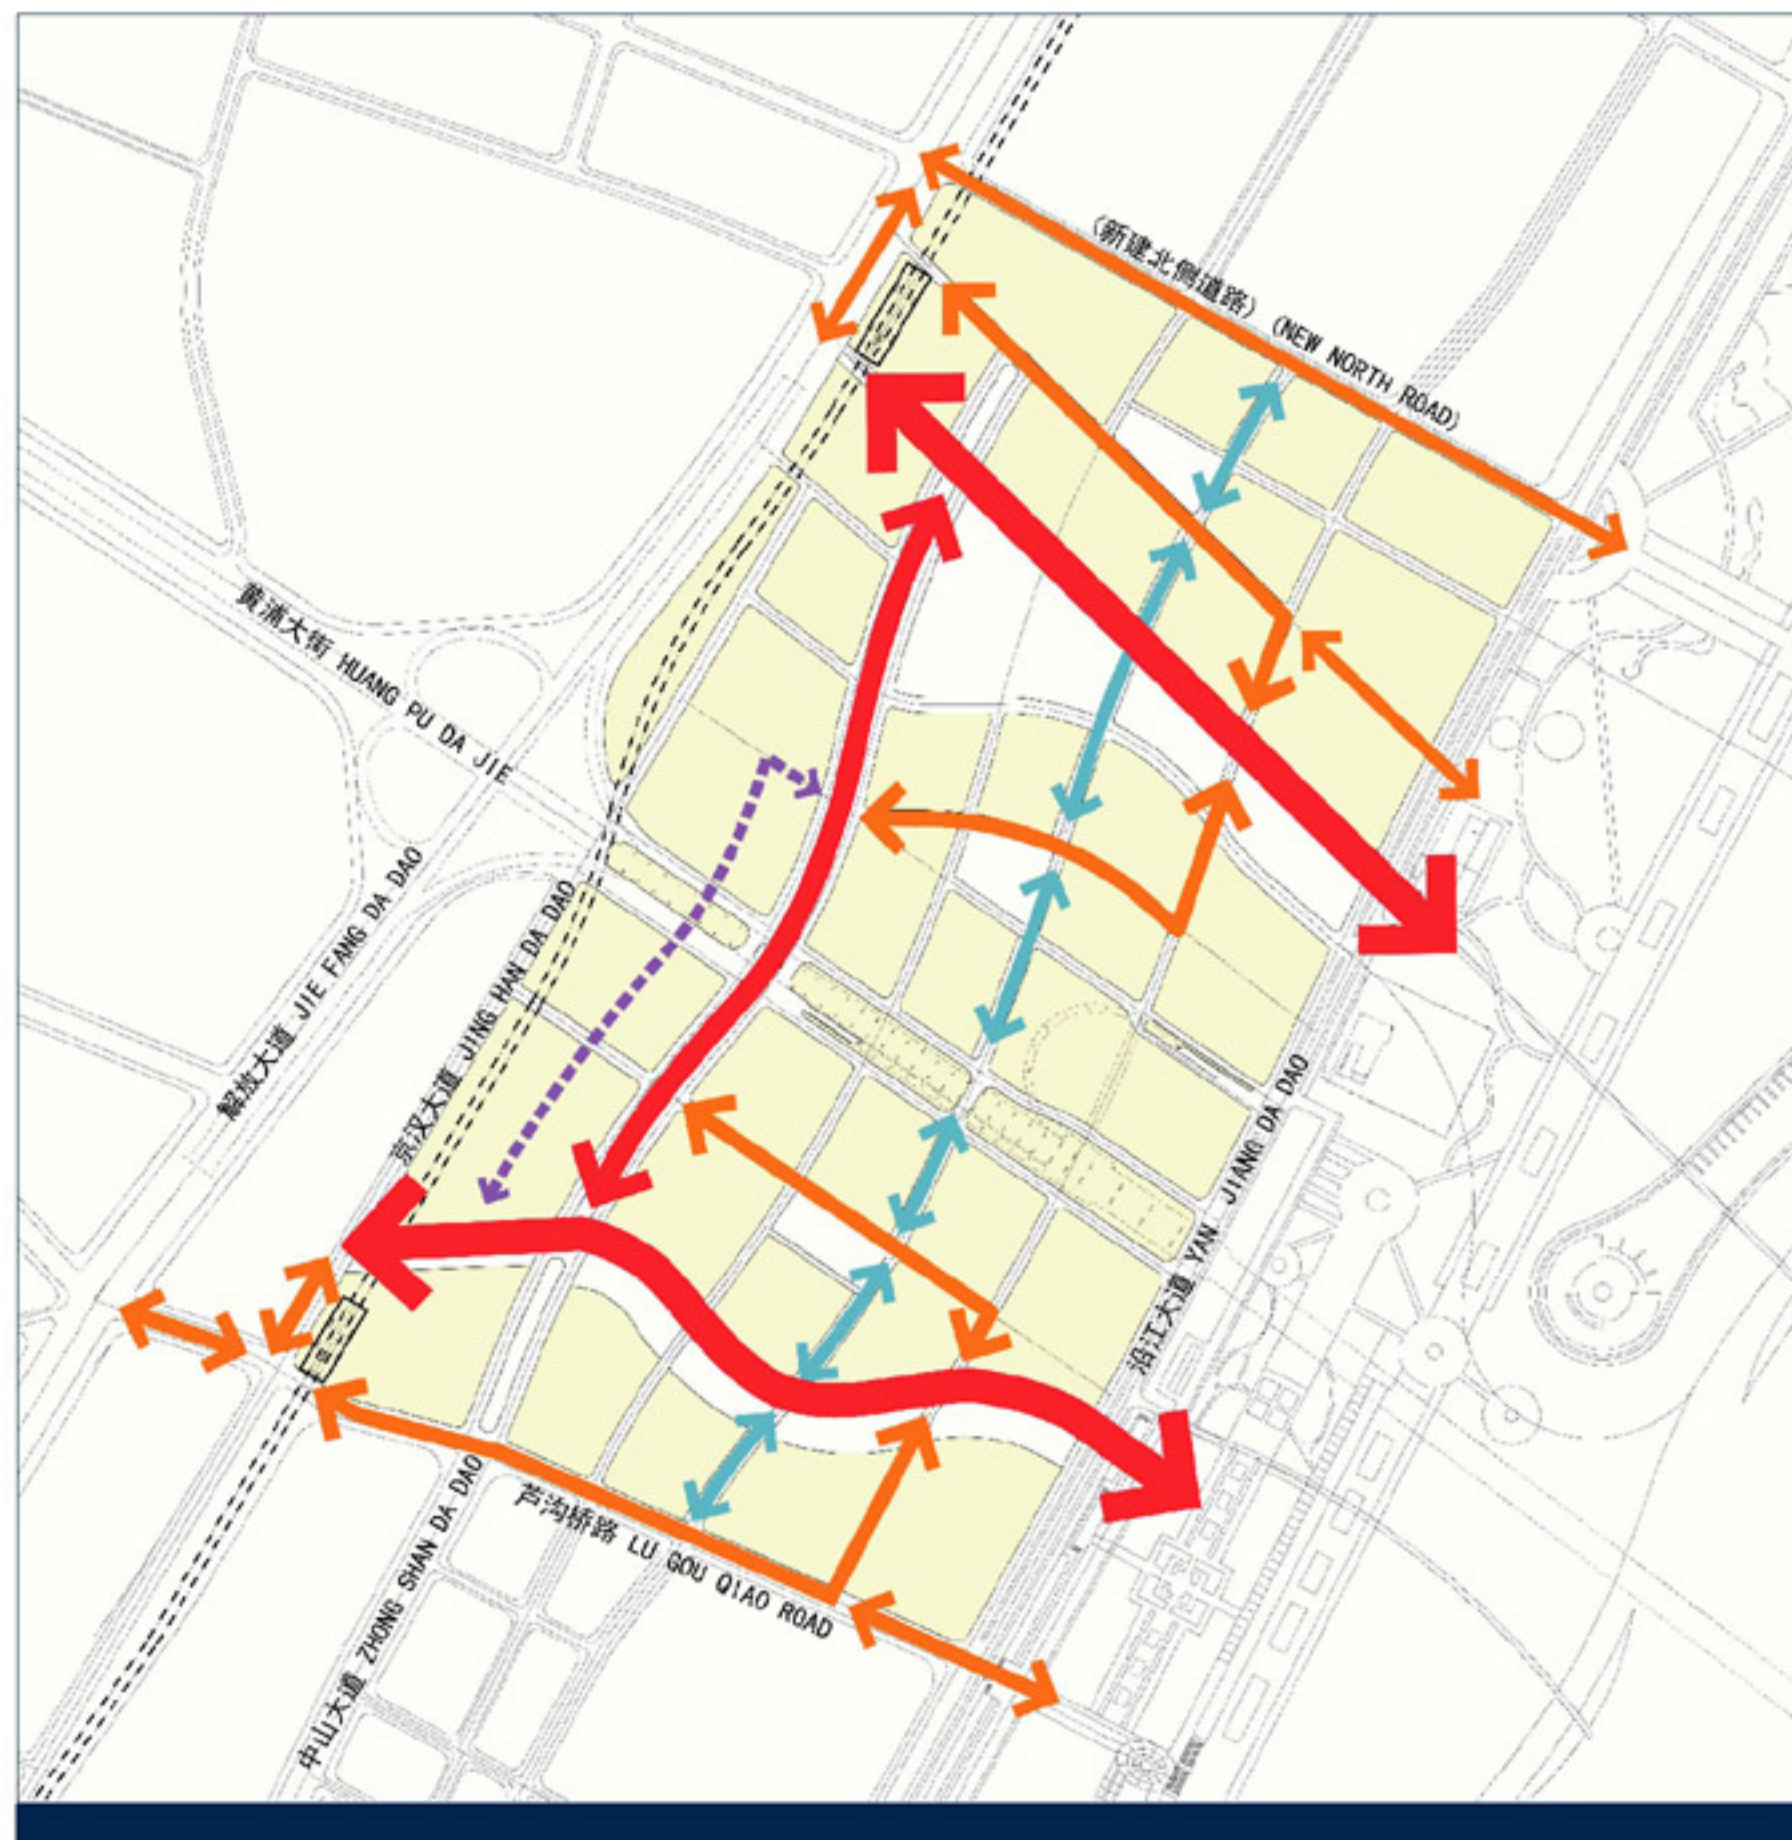 (新建北侧道路) (NEW NORTH ROAD)
黄浦大街 HUANG PU DA JIE
解放大道 JIE FANG DA DAO
京汉大道 JING HAN DA DAO
沿江大道 YAN JIANG DA DAO
芦沟桥路 LU GOU QIAO ROAD
中山大道 ZHONG SHAN DA DAO